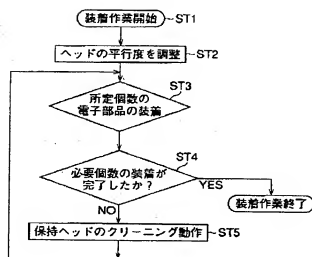 装着作業開始 ST1
ヘッドの平行度を調整 ST2
ST3
所定個数の
電子部品の装着
ST4
必要個数の装着が
完了したか?
YES
装着作業終了
NO
保持ヘッドのクリーニング動作 ST5